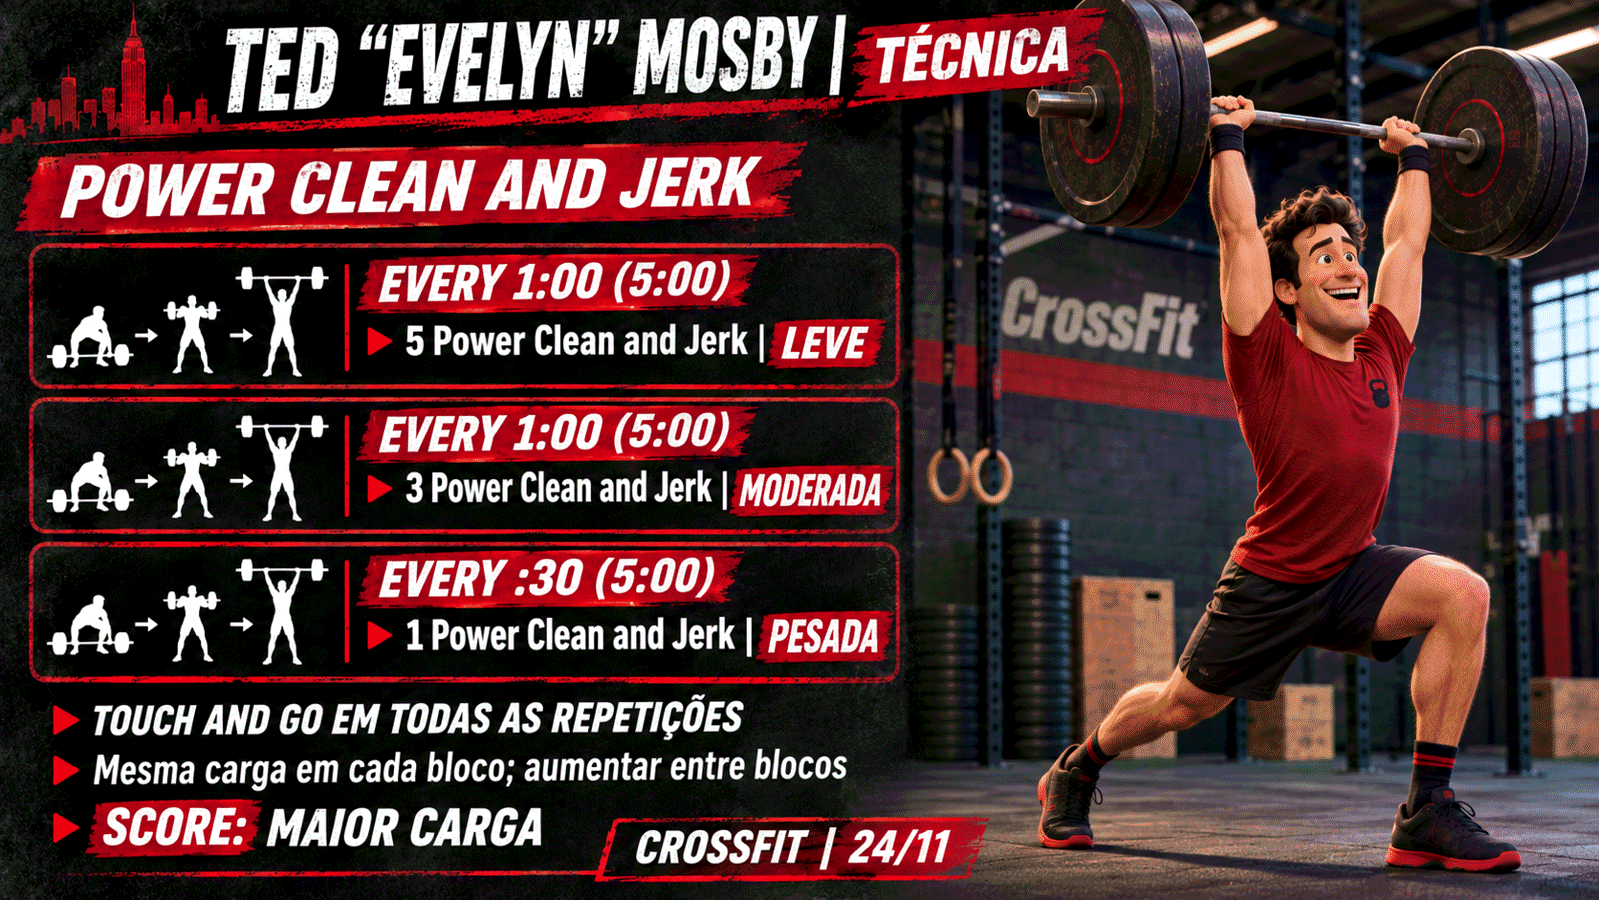 TED “EVELYN” MOSBY | TÉCNICA
POWER CLEAN AND JERK
EVERY 1:00 (5:00)
5 Power Clean and Jerk | LEVE
EVERY 1:00 (5:00)
3 Power Clean and Jerk | MODERADA
EVERY :30 (5:00)
1 Power Clean and Jerk | PESADA
TOUCH AND GO EM TODAS AS REPETIÇÕES
Mesma carga em cada bloco; aumentar entre blocos
SCORE: MAIOR CARGA
CROSSFIT | 24/11
CrossFit